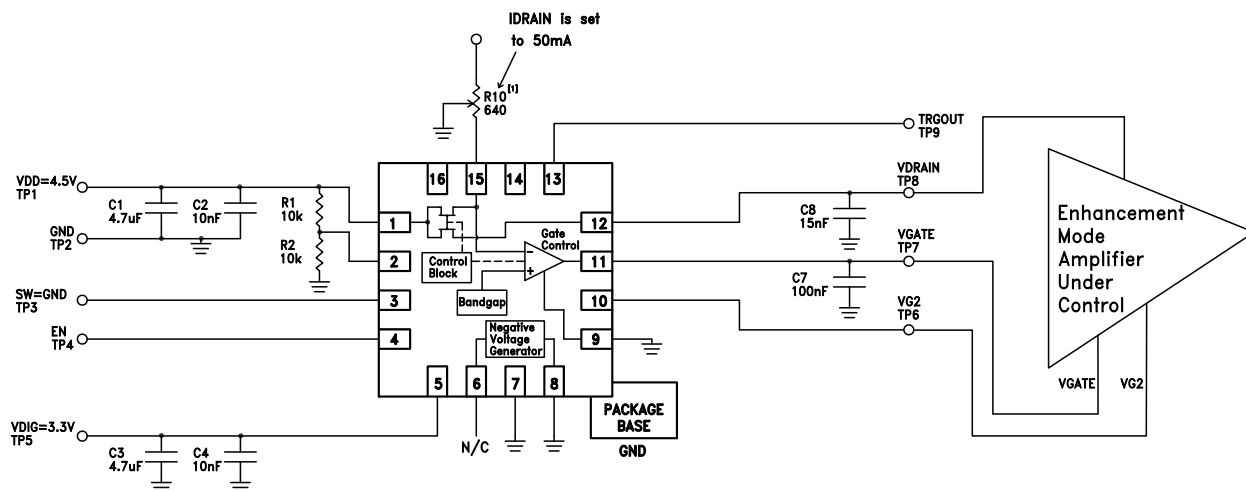 IDRAIN is set
to 50mA
R10[1]
640
TRGOUT
TP9
VDD=4.5V
TP1
C1
4.7uF
C2
10nF
R1
10k
GND
TP2
R2
10k
SW=GND
TP3
EN
TP4
VDIG=3.3V
TP5
C3
4.7uF
C4
10nF
16
15
14
13
1
2
3
4
5
6
7
8
9
10
11
12
Gate
Control
Control
Block
Bandgap
Negative
Voltage
Generator
N/C
PACKAGE
BASE
GND
VDRAIN
TP8
C8
15nF
VGATE
TP7
C7
100nF
VG2
TP6
Enhancement
Mode
Amplifier
Under
Control
VGATE
VG2